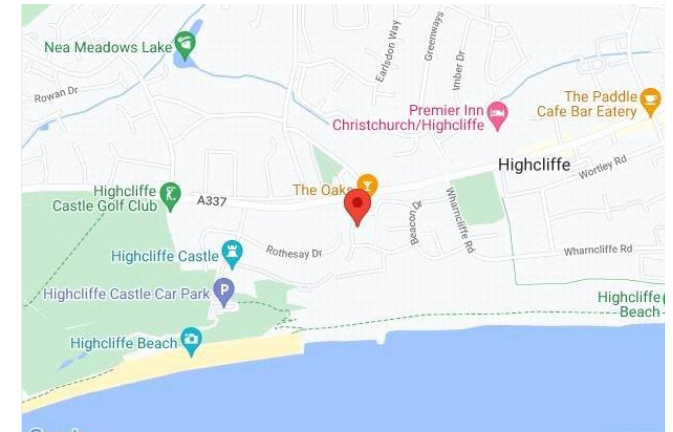 Nea Meadows Lake
Earlsdon Way
Greenways
Imber Dr
Rowan Dr
Premier Inn
Christchurch/Highcliffe
The Paddle
Cafe Bar Eatery
Highcliffe
Wortley Rd
The Oaks
Highcliffe
Castle Golf Club
A337
Beacon Dr
Wharncliffe Rd
Highcliffe Castle
Rothesay Dr
Wharncliffe Rd
Highcliffe Castle Car Park
Highcliffe
Beach
Highcliffe Beach